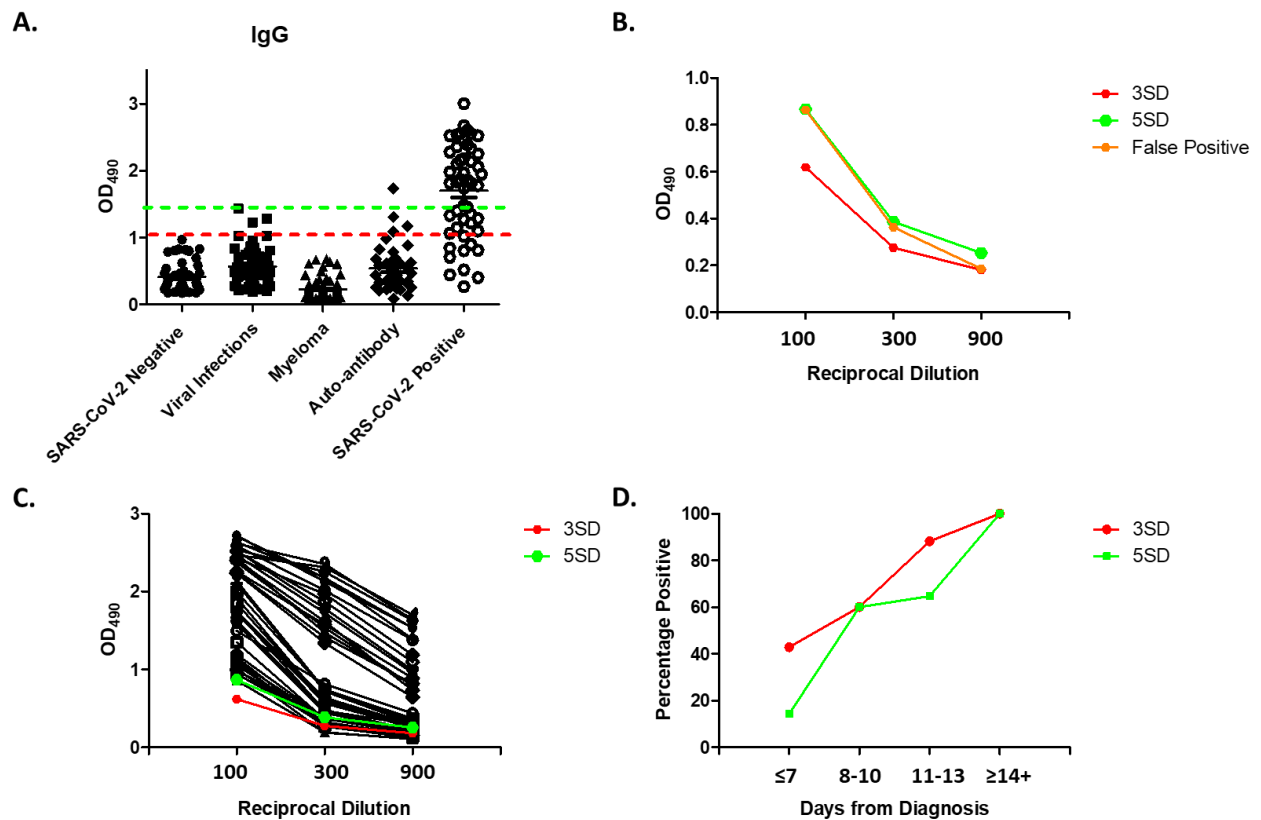 A.
IgG
OD490
3
2
1
0
SARS-CoV-2 Negative
Viral Infections
Myeloma
Auto-antibody
SARS-CoV-2 Positive
B.
OD490
1.0
0.8
0.6
0.4
0.2
0.0
100 300 900
Reciprocal Dilution
3SD
5SD
False Positive
C.
OD490
3
2
1
0
100 300 900
Reciprocal Dilution
3SD
5SD
D.
Percentage Positive
100
80
60
40
20
0
≤7 8-10 11-13 ≥14+
Days from Diagnosis
3SD
5SD